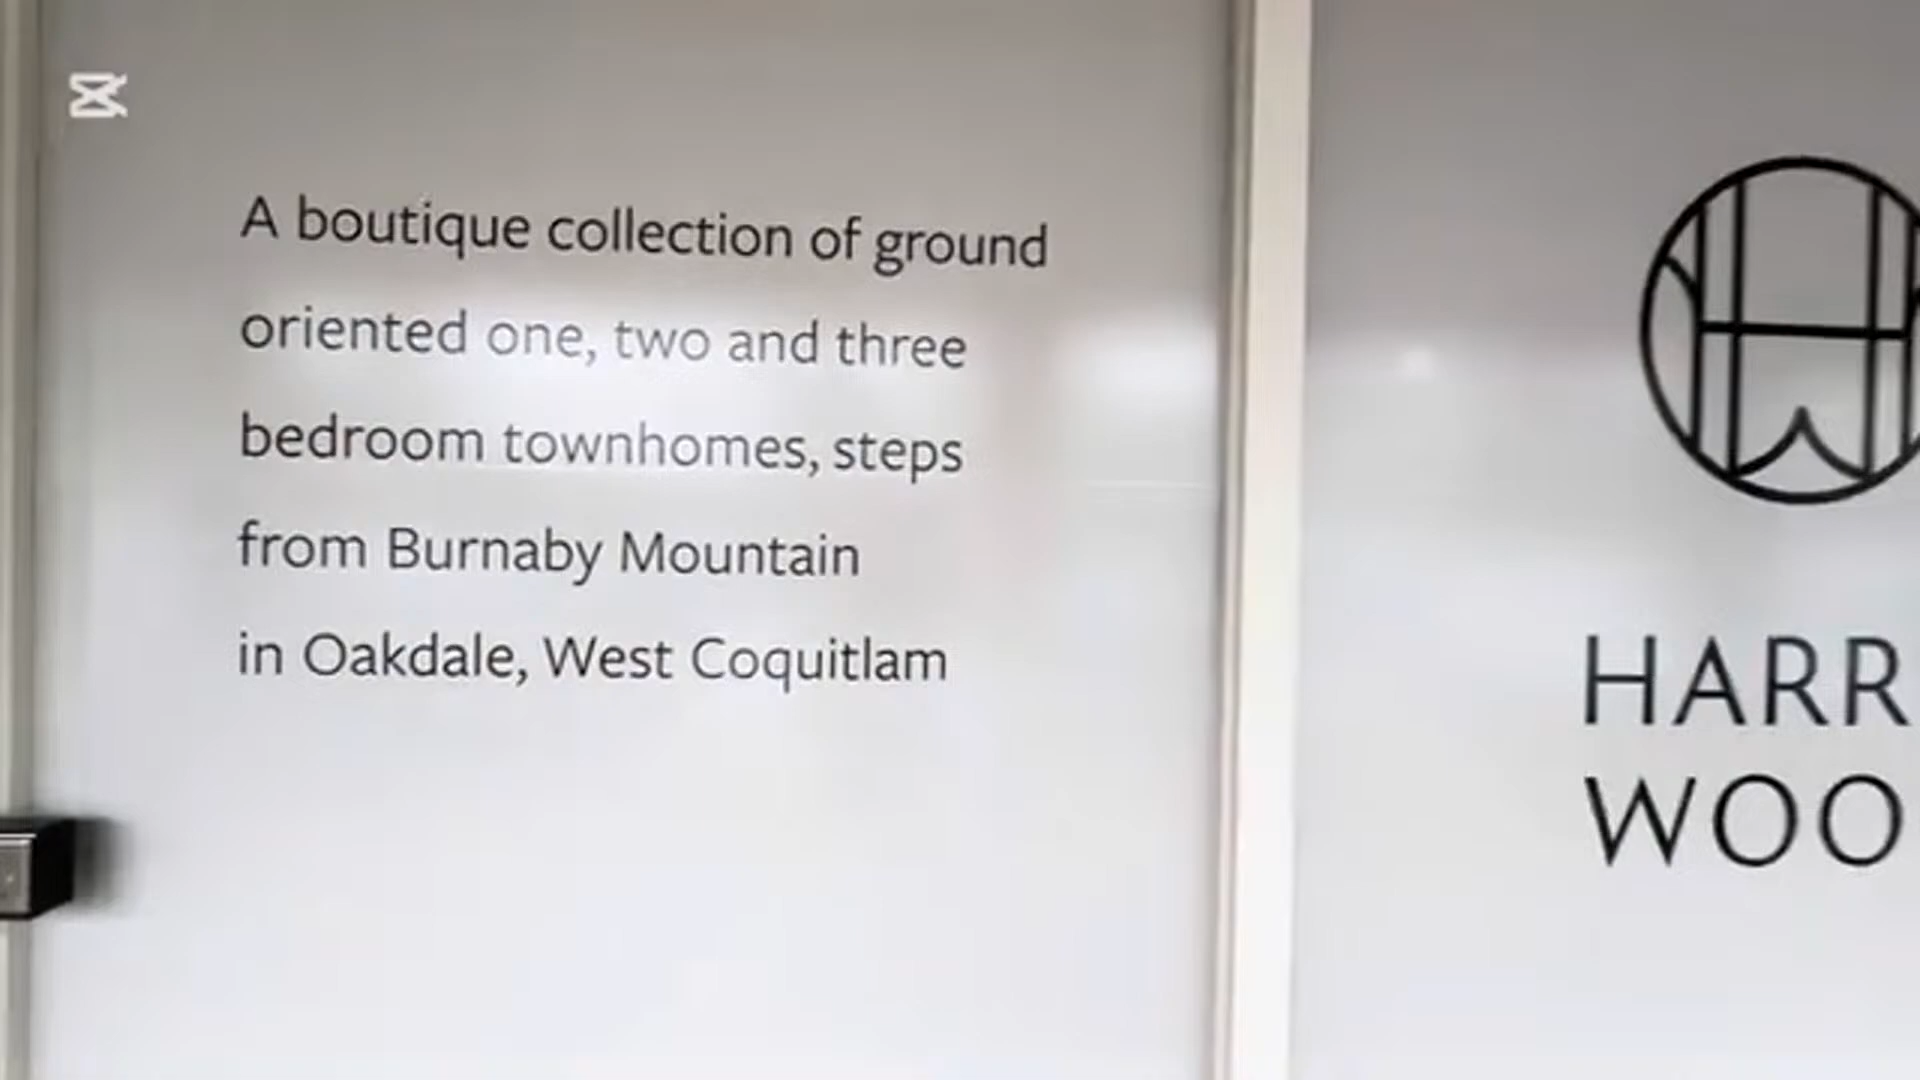 A boutique collection of ground
oriented one, two and three
bedroom townhomes, steps
from Burnaby Mountain
in Oakdale, West Coquitlam
HARR
WOO